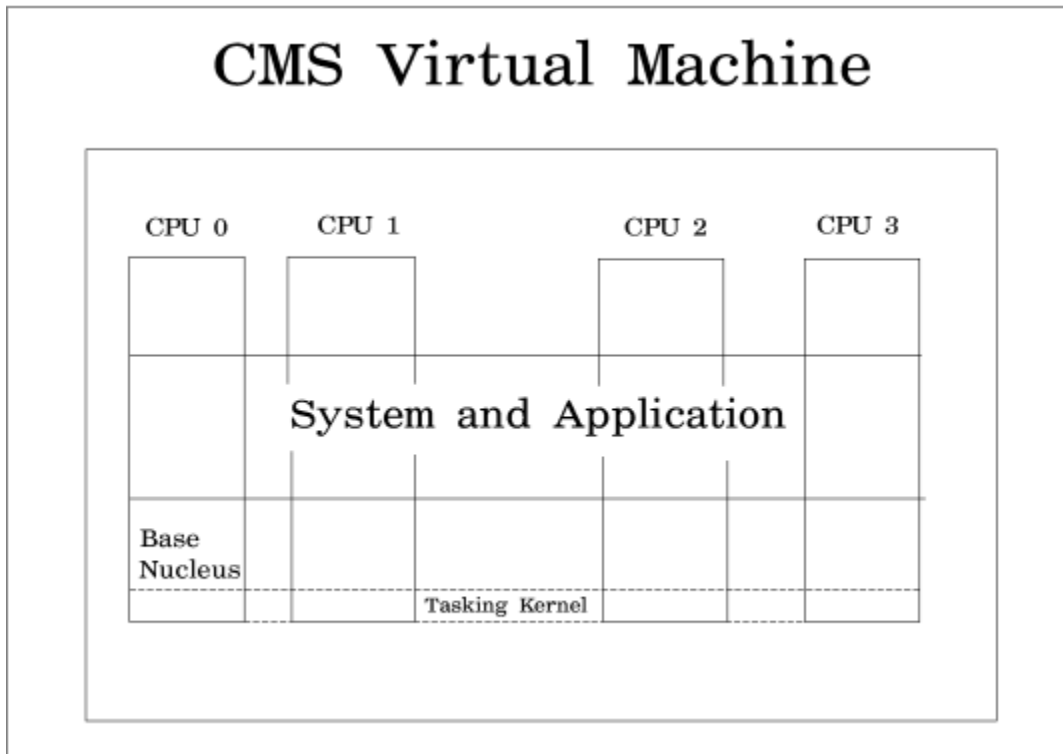 CMS Virtual Machine
CPU 0
CPU 1
CPU 2
CPU 3
System and Application
Base
Nucleus
Tasking Kernel